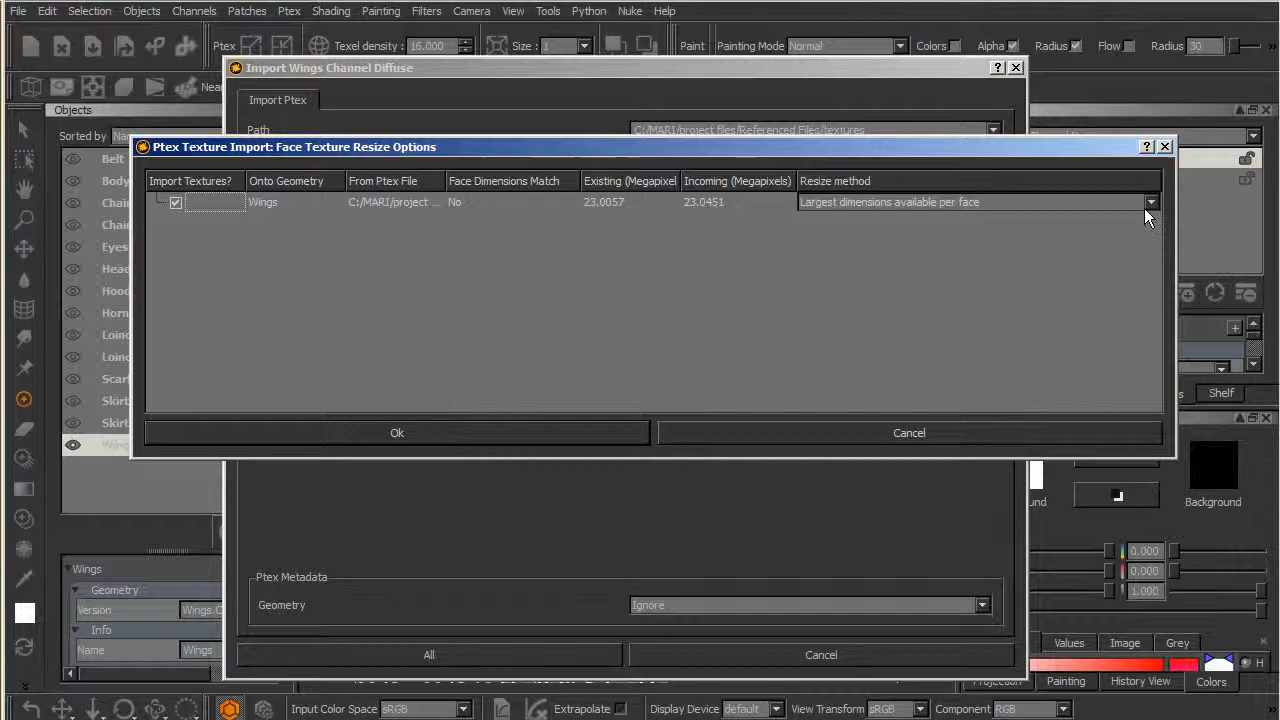 File Edit Selection Objects Channels Patches Ptex Shading Painting Filters Camera View Tools Python Nuke Help
Ptex Texel density : 16.000 Size : 1 Paint Painting Mode Normal Colors Alpha Radius Flow Radius 30
Import Wings Channel Diffuse
Near
Import Ptex
Objects
Path C:/MARI/project files/Referenced Files/textures
Sorted by
Ptex Texture Import: Face Texture Resize Options
Belt
Import Textures? Onto Geometry From Ptex File Face Dimensions Match Existing (Megapixel Incoming (Megapixels) Resize method
Body
Wings C:/MARI/project ... No 23.0057 23.0451 Largest dimensions available per face
Chain
Eyes
Head
Hood
Horn
Loinc
Loinc
Scarf
Skirt
Shelf
Skirt
Ok Cancel
Wing
Background
Wings
Ptex Metadata
Geometry
Geometry Ignore
Version Wings.C
Info
Name Wings
All Cancel
0.000
0.000
1.000
Values Image Grey
H
Projection Painting History View Colors
Input Color Space sRGB Extrapolate Display Device default View Transform sRGB Component RGB